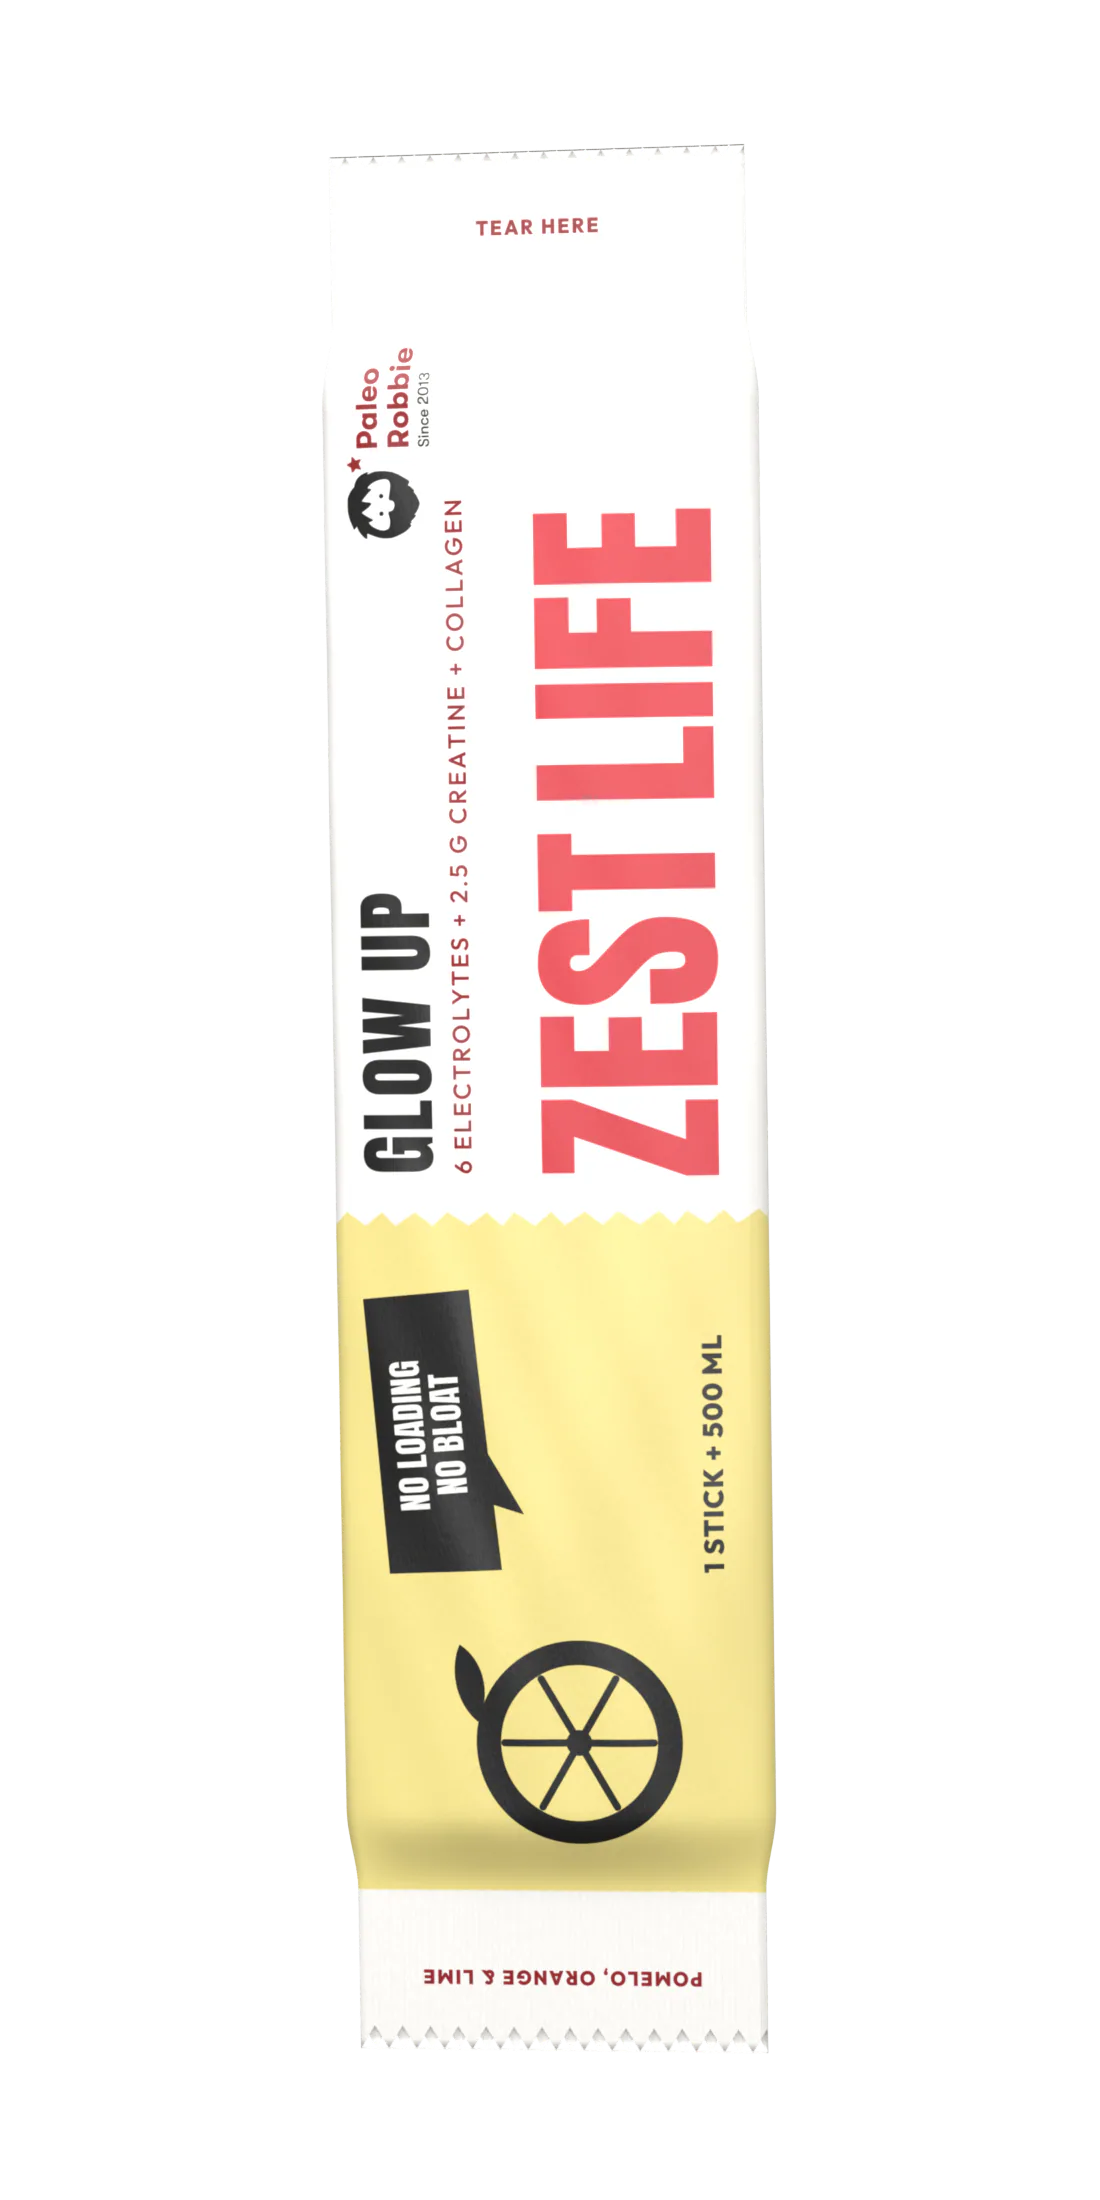 TEAR HERE
Paleo
Robbie
Since 2013
GLOW UP
6 ELECTROLYTES + 2.5 G CREATINE + COLLAGEN
ZEST LIFE
NO LOADING
NO BLOAT
1 STICK + 500 ML
POMELO, ORANGE & LIME